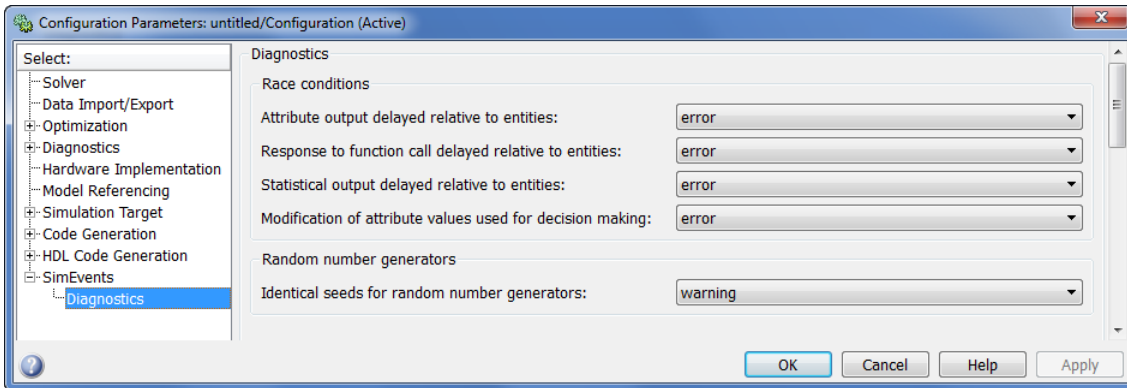 Configuration Parameters: untitled/Configuration (Active)
Select:
Solver
Data Import/Export
Optimization
Diagnostics
Hardware Implementation
Model Referencing
Simulation Target
Code Generation
HDL Code Generation
SimEvents
Diagnostics
Diagnostics
Race conditions
Attribute output delayed relative to entities: error
Response to function call delayed relative to entities: error
Statistical output delayed relative to entities: error
Modification of attribute values used for decision making: error
Random number generators
Identical seeds for random number generators: warning
OK Cancel Help Apply